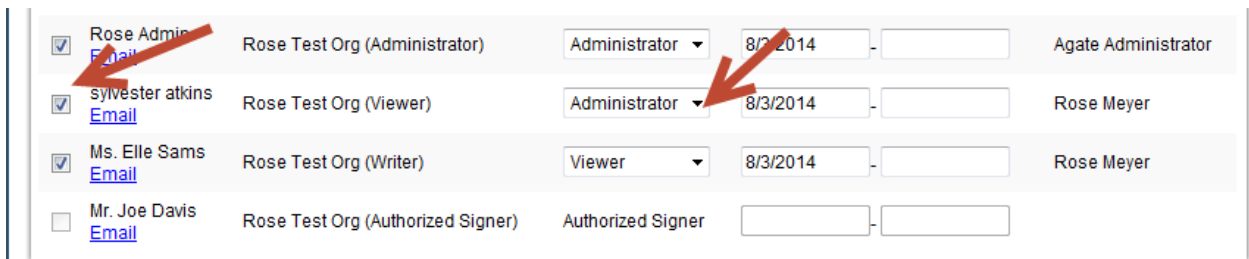 Rose Admin
Email Rose Test Org (Administrator) Administrator 8/3/2014 - Agate Administrator
sylvester atkins
Email Rose Test Org (Viewer) Administrator 8/3/2014 - Rose Meyer
Ms. Elle Sams
Email Rose Test Org (Writer) Viewer 8/3/2014 - Rose Meyer
Mr. Joe Davis
Email Rose Test Org (Authorized Signer) Authorized Signer -